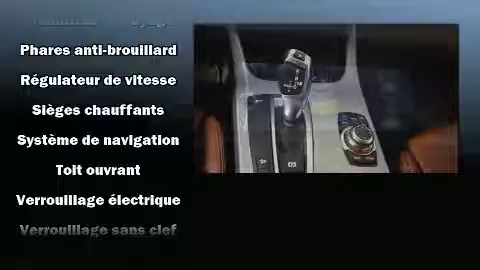 Phares anti-brouillard
Régulateur de vitesse
Sièges chauffants
Système de navigation
Toit ouvrant
Verrouillage électrique
Verrouillage sans clef